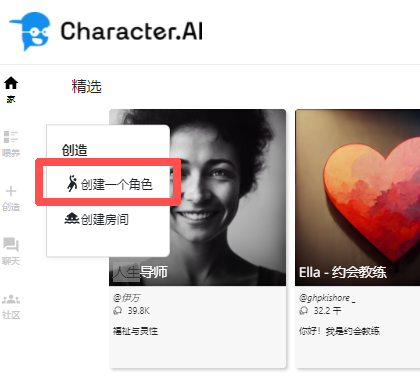 Character.AI
精选
家
喂养
创造
聊天
社区
创造
创建一个角色
创建房间
人生导师
@伊万
39.8K
福祉与灵性
Ella - 约会教练
@ghpkishore _
32.2 千
你好！我是约会教练